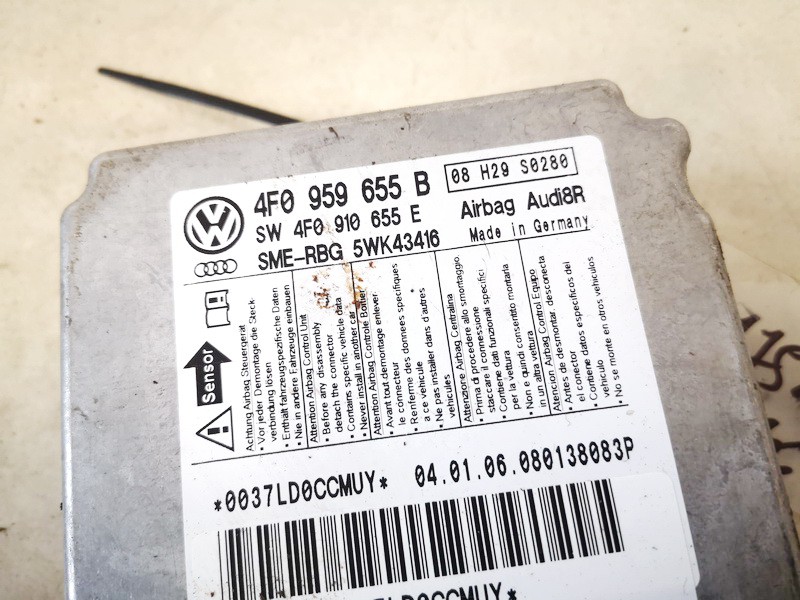 4F0 959 655 B
08 H29 S0280
SW 4F0 910 655 E
Airbag Audi8R
SME-RBG 5WK43416
Made in Germany
Sensor
Achtung Airbag Steuergerät
• Vor jeder Demontage die Steck
verbindung lösen
• Enthält fahrzeugspezifische Daten
• Nie in andere Fahrzeuge einbauen
Attention Airbag Control Unit
• Before any disassembly
detach the connector
• Contains specific vehicle data
• Never install in another car
Attention Airbag Controle Boitier
• Avant tout demontage enlever
le connecteur
• Renferme des donnees specifiques
a ce vehicule
• Ne pas installer dans d'autres
vehicules
Attenzione Airbag Centralina
• Prima di procedere allo smontaggio,
staccare il connessione
• Contiene dati funzionali specifici
per la vettura
• Non e quindi consentito montarla
in un altra vettura
Atencion Airbag Control Equipo
• Antes de desmontar, desconecta
el conector
• Contiene datos especificos del
vehiculo
• No se monte en otros vehiculos
*0037LD0CCMUY*
04.01.06.080138083P
LD0CCMUY*